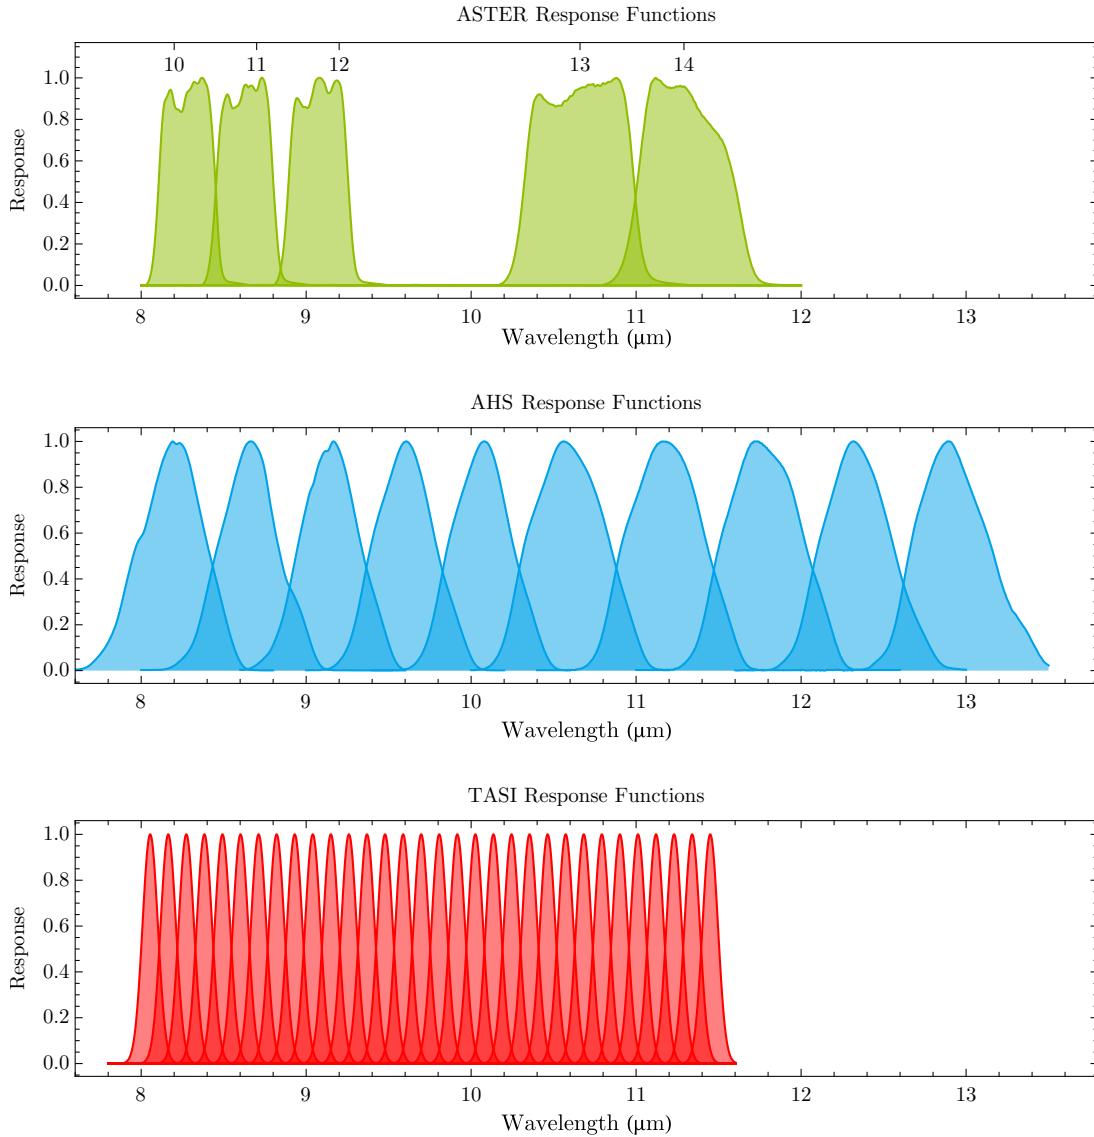 ASTER Response Functions
10 11 12 13 14
1.0
0.8
0.6
0.4
0.2
0.0
Response
8 9 10 11 12 13
Wavelength (μm)
AHS Response Functions
1.0
0.8
0.6
0.4
0.2
0.0
Response
8 9 10 11 12 13
Wavelength (μm)
TASI Response Functions
1.0
0.8
0.6
0.4
0.2
0.0
Response
8 9 10 11 12 13
Wavelength (μm)